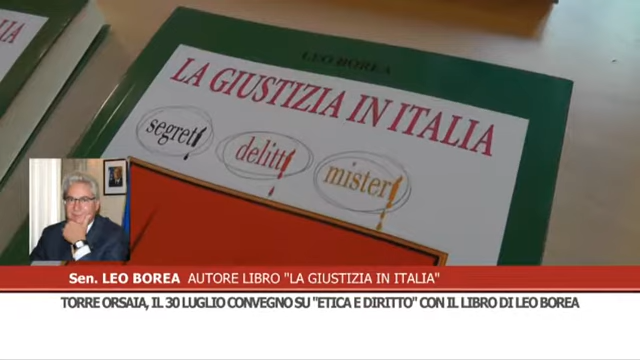 LIA
LEO BOREA
LA GIUSTIZIA IN ITALIA
segreti
delitti
misteri
Sen. LEO BOREA AUTORE LIBRO "LA GIUSTIZIA IN ITALIA"
TORRE ORSAIA, IL 30 LUGLIO CONVEGNO SU "ETICA E DIRITTO" CON IL LIBRO DI LEO BOREA